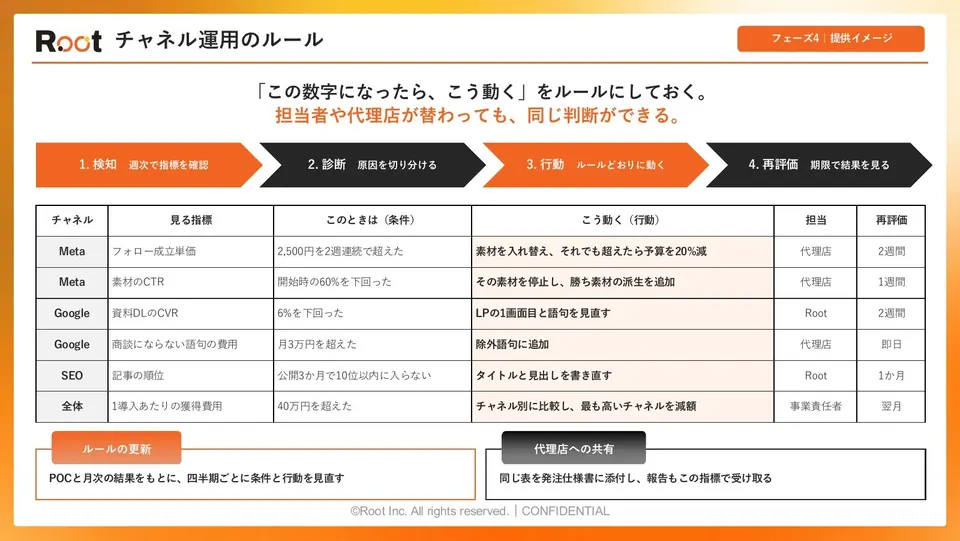 Root チャネル運用のルール
フェーズ4｜提供イメージ
「この数字になったら、こう動く」をルールにしておく。
担当者や代理店が替わっても、同じ判断ができる。
1. 検知 週次で指標を確認
2. 診断 原因を切り分ける
3. 行動 ルールどおりに動く
4. 再評価 期限で結果を見る
チャネル 見る指標 このときは（条件） こう動く（行動） 担当 再評価
Meta フォロー成立単価 2,500円を2週連続で超えた 素材を入れ替え、それでも超えたら予算を20%減 代理店 2週間
Meta 素材のCTR 開始時の60%を下回った その素材を停止し、勝ち素材の派生を追加 代理店 1週間
Google 資料DLのCVR 6%を下回った LPの1画面目と語句を見直す Root 2週間
Google 商談にならない語句の費用 月3万円を超えた 除外語句に追加 代理店 即日
SEO 記事の順位 公開3か月で10位以内に入らない タイトルと見出しを書き直す Root 1か月
全体 1導入あたりの獲得費用 40万円を超えた チャネル別に比較し、最も高いチャネルを減額 事業責任者 翌月
ルールの更新
POCと月次の結果をもとに、四半期ごとに条件と行動を見直す
代理店への共有
同じ表を発注仕様書に添付し、報告もこの指標で受け取る
©Root Inc. All rights reserved.｜CONFIDENTIAL